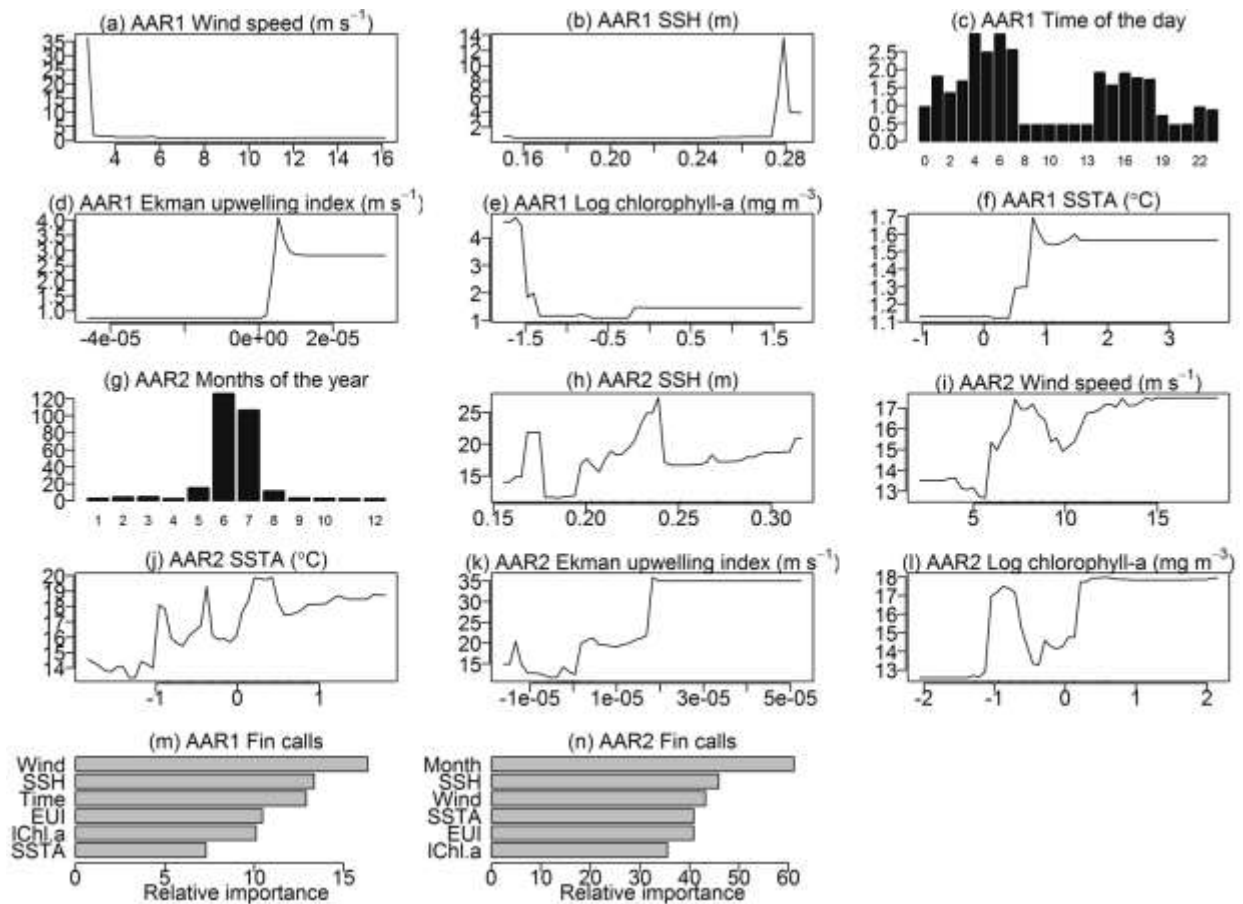 (a) AAR1 Wind speed (m s⁻¹)
35
30
25
20
15
10
5
0
4 6 8 10 12 14 16
(b) AAR1 SSH (m)
14
12
10
8
6
4
2
0.16 0.20 0.24 0.28
(c) AAR1 Time of the day
2.5
2.0
1.5
1.0
0.5
0.0
0 2 4 6 8 10 13 16 19 22
(d) AAR1 Ekman upwelling index (m s⁻¹)
4.0
3.5
3.0
2.5
2.0
1.5
1.0
-4e-05 0e+00 2e-05
(e) AAR1 Log chlorophyll-a (mg m⁻³)
4
3
2
1
-1.5 -0.5 0.5 1.5
(f) AAR1 SSTA (°C)
1.7
1.6
1.5
1.4
1.3
1.2
1.1
-1 0 1 2 3
(g) AAR2 Months of the year
120
100
80
60
40
20
0
1 2 3 4 5 6 7 8 9 10 12
(h) AAR2 SSH (m)
25
20
15
0.15 0.20 0.25 0.30
(i) AAR2 Wind speed (m s⁻¹)
17
16
15
14
13
5 10 15
(j) AAR2 SSTA (°C)
20
19
18
17
16
15
14
-1 0 1
(k) AAR2 Ekman upwelling index (m s⁻¹)
35
30
25
20
15
-1e-05 1e-05 3e-05 5e-05
(l) AAR2 Log chlorophyll-a (mg m⁻³)
18
17
16
15
14
13
-2 -1 0 1 2
(m) AAR1 Fin calls
Wind
SSH
Time
EUI
lChl.a
SSTA
0 5 10 15
Relative importance
(n) AAR2 Fin calls
Month
SSH
Wind
SSTA
EUI
lChl.a
0 10 20 30 40 50 60
Relative importance